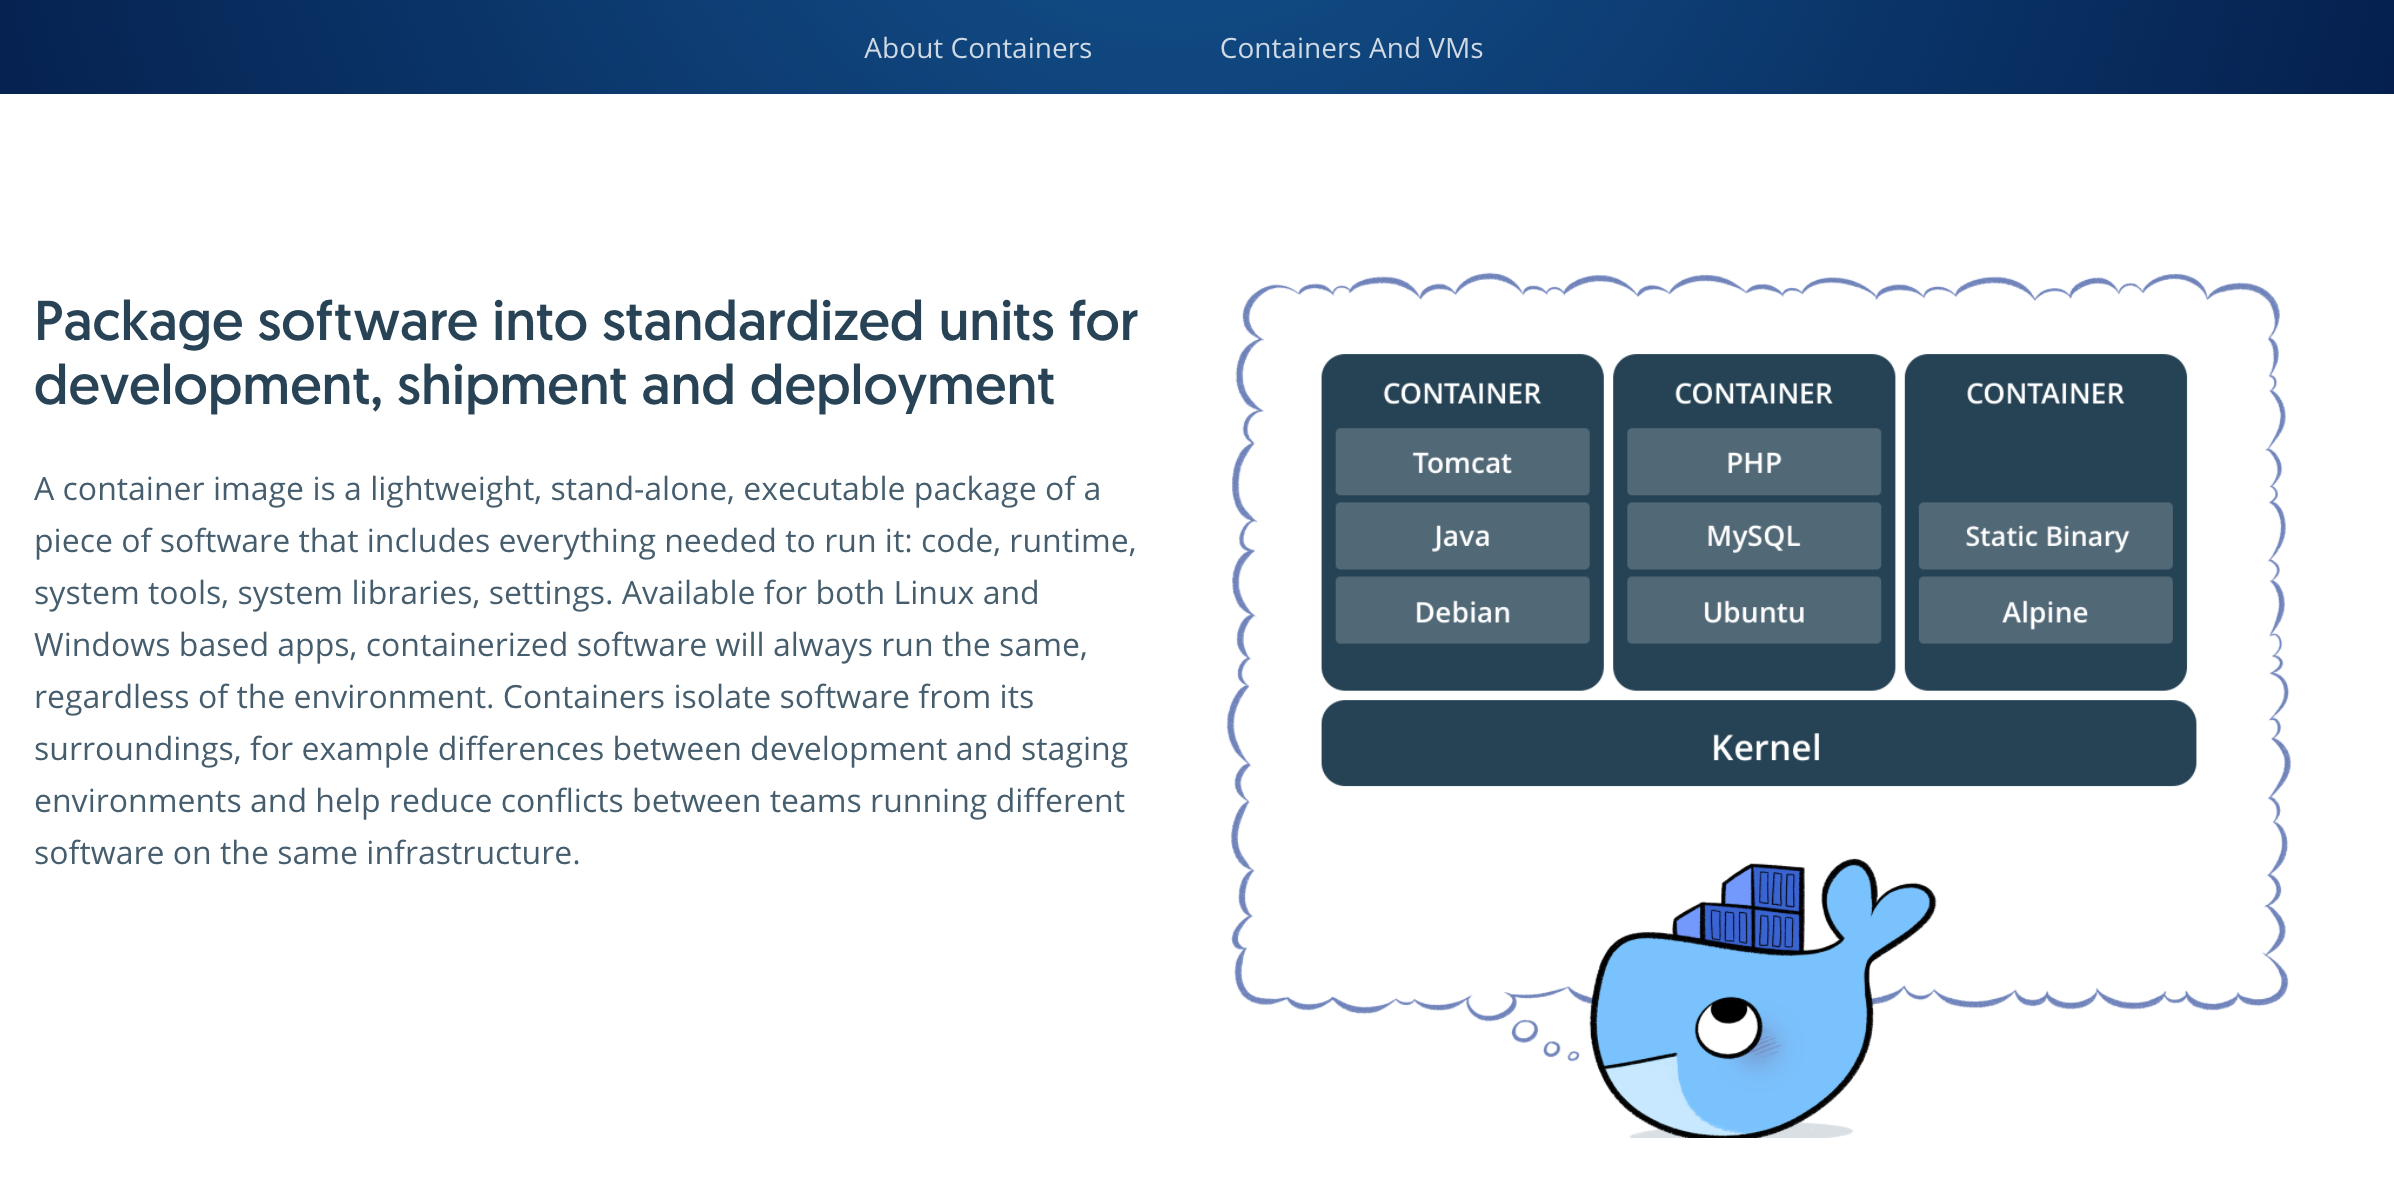 About Containers
Containers And VMs
Package software into standardized units for
development, shipment and deployment
A container image is a lightweight, stand-alone, executable package of a
piece of software that includes everything needed to run it: code, runtime,
system tools, system libraries, settings. Available for both Linux and
Windows based apps, containerized software will always run the same,
regardless of the environment. Containers isolate software from its
surroundings, for example differences between development and staging
environments and help reduce conflicts between teams running different
software on the same infrastructure.
CONTAINER
Tomcat
Java
Debian
CONTAINER
PHP
MySQL
Ubuntu
CONTAINER
Static Binary
Alpine
Kernel